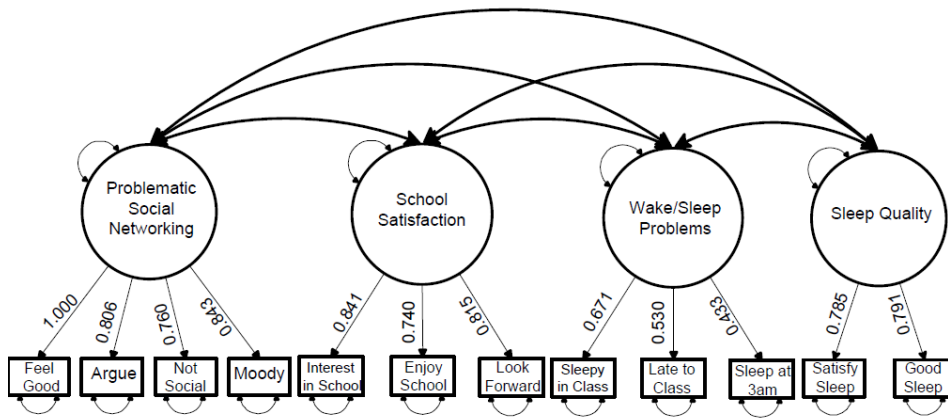 Problematic
Social
Networking
School
Satisfaction
Wake/Sleep
Problems
Sleep Quality
1.000
0.806
0.760
0.843
0.841
0.740
0.815
0.671
0.530
0.433
0.785
0.791
Feel
Good
Argue
Not
Social
Moody
Interest
in School
Enjoy
School
Look
Forward
Sleepy
in Class
Late to
Class
Sleep at
3am
Satisfy
Sleep
Good
Sleep